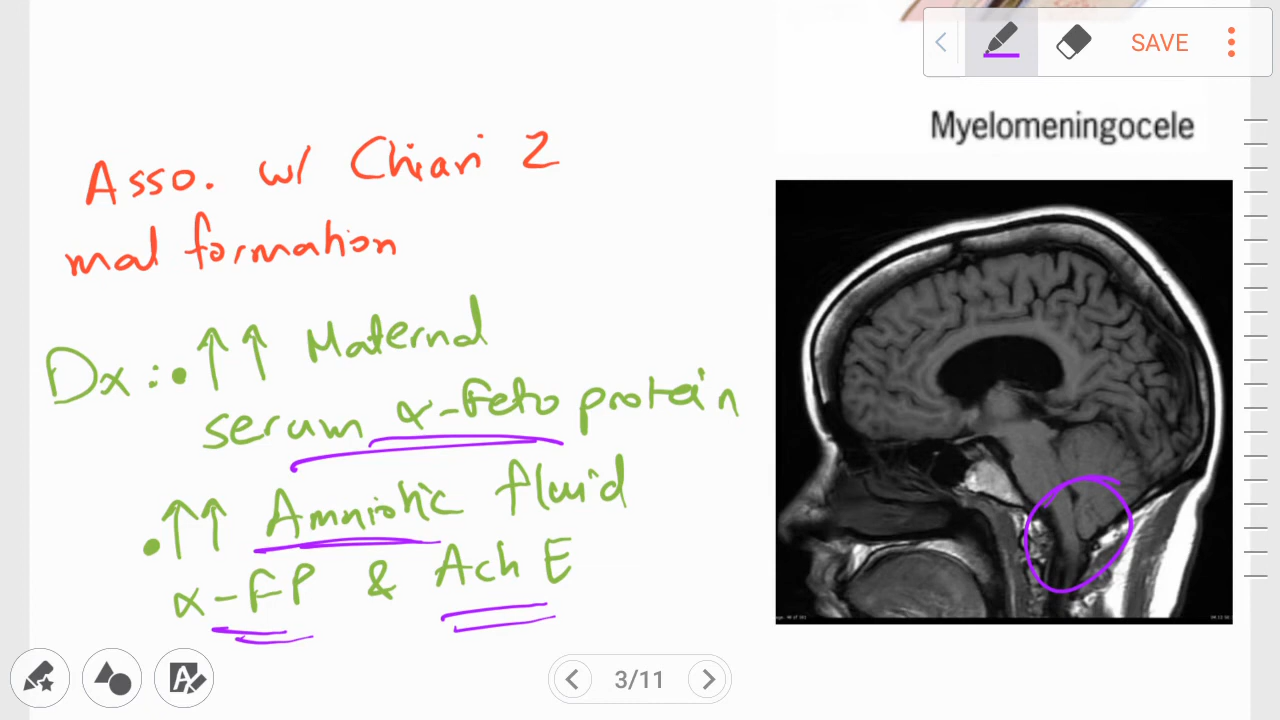 SAVE
Myelomeningocele
Asso. w/ Chiari 2
malformation
Dx: • ↑↑ Maternal
serum α-feto protein
• ↑↑ Amniotic fluid
α-FP & Ach E
3/11